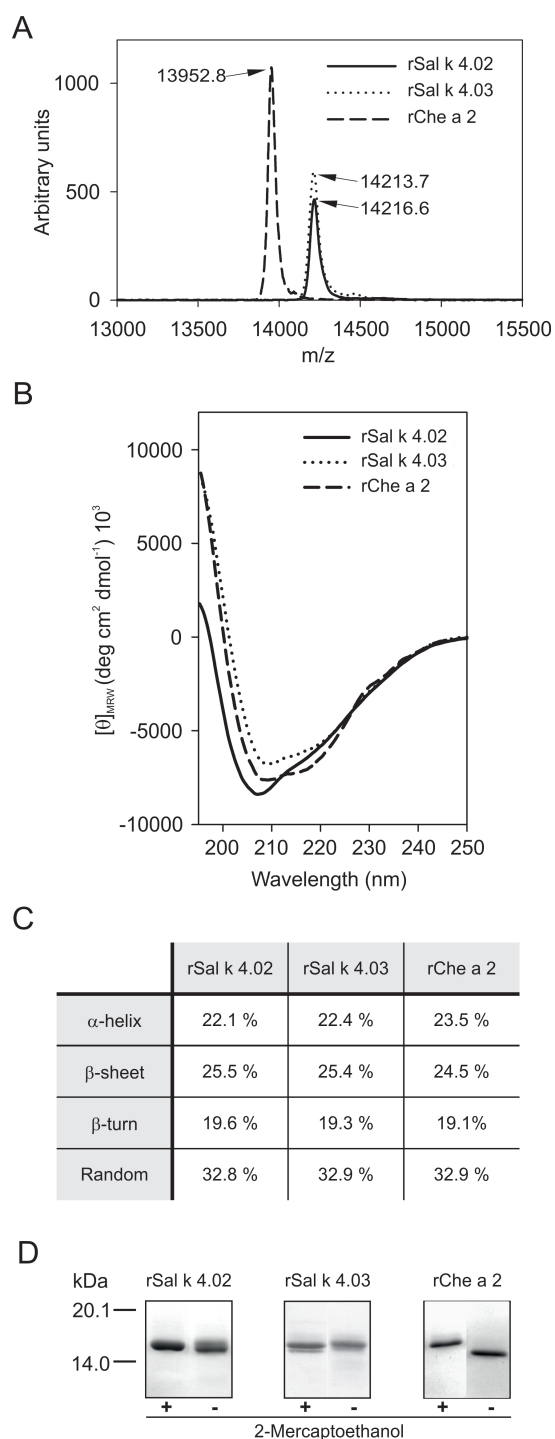 A
13952.8
rSal k 4.02
rSal k 4.03
rChe a 2
14213.7
14216.6
1000
500
0
Arbitrary units
13000 13500 14000 14500 15000 15500
m/z
B
rSal k 4.02
rSal k 4.03
rChe a 2
10000
5000
0
-5000
-10000
[θ]MRW (deg cm² dmol⁻¹) 10³
200 210 220 230 240 250
Wavelength (nm)
C
rSal k 4.02 rSal k 4.03 rChe a 2
α-helix 22.1 % 22.4 % 23.5 %
β-sheet 25.5 % 25.4 % 24.5 %
β-turn 19.6 % 19.3 % 19.1%
Random 32.8 % 32.9 % 32.9 %
D
kDa rSal k 4.02 rSal k 4.03 rChe a 2
20.1
14.0
+ - + - + -
2-Mercaptoethanol